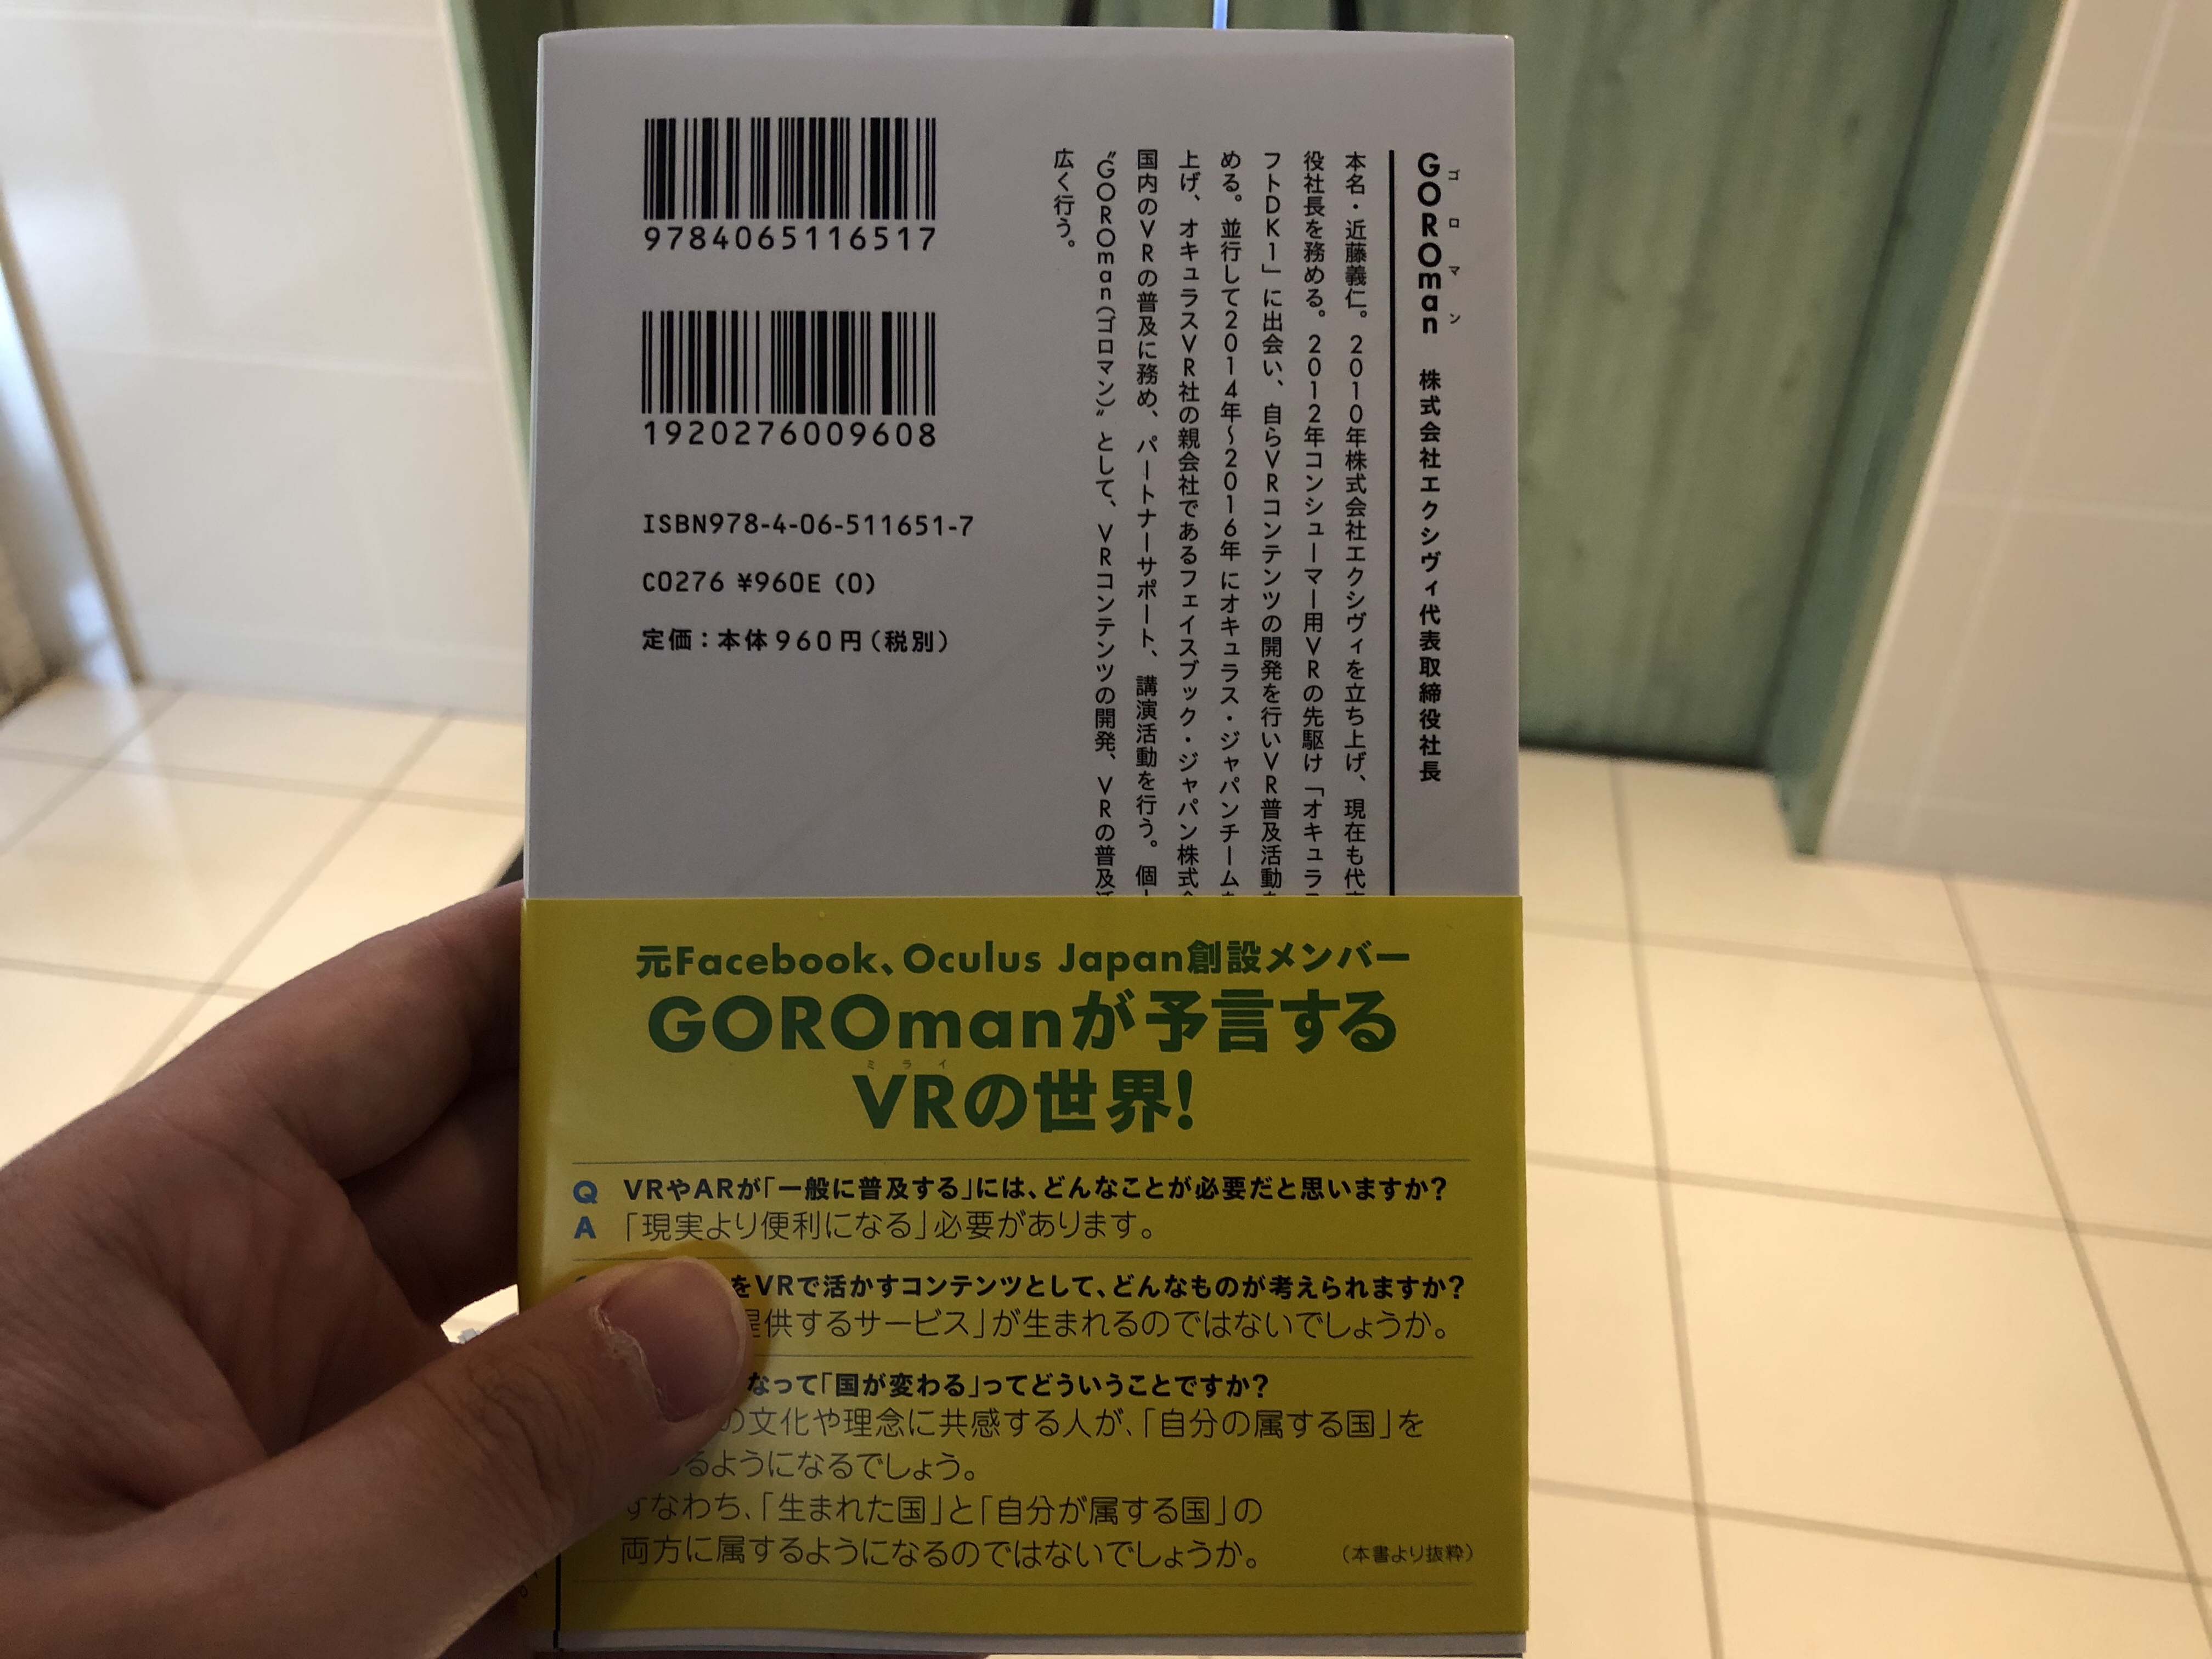 9784065116517
1920276009608
ISBN978-4-06-511651-7
C0276 ¥960E (0)
定価：本体960円（税別）
GOROman 株式会社エクシヴィ代表取締役社長
ゴロマン
本名・近藤義仁。2010年株式会社エクシヴィを立ち上げ、現在も代
役社長を務める。2012年コンシューマー用VRの先駆け「オキュラ
フトDK1」に出会い、自らVRコンテンツの開発を行いVR普及活動
める。並行して2014年〜2016年にオキュラス・ジャパンチーム
上げ、オキュラスVR社の親会社であるフェイスブック・ジャパン株式
国内のVRの普及に務め、パートナーサポート、講演活動を行う。個
“GOROman（ゴロマン）”として、VRコンテンツの開発、VRの普及
広く行う。
元Facebook、Oculus Japan創設メンバー
GOROmanが予言する
ミライ
VRの世界！
Q VRやARが「一般に普及する」には、どんなことが必要だと思いますか？
A 「現実より便利になる」必要があります。
をVRで活かすコンテンツとして、どんなものが考えられますか？
供するサービス」が生まれるのではないでしょうか。
なって「国が変わる」ってどういうことですか？
の文化や理念に共感する人が、「自分の属する国」を
るようになるでしょう。
なわち、「生まれた国」と「自分が属する国」の
両方に属するようになるのではないでしょうか。
（本書より抜粋）